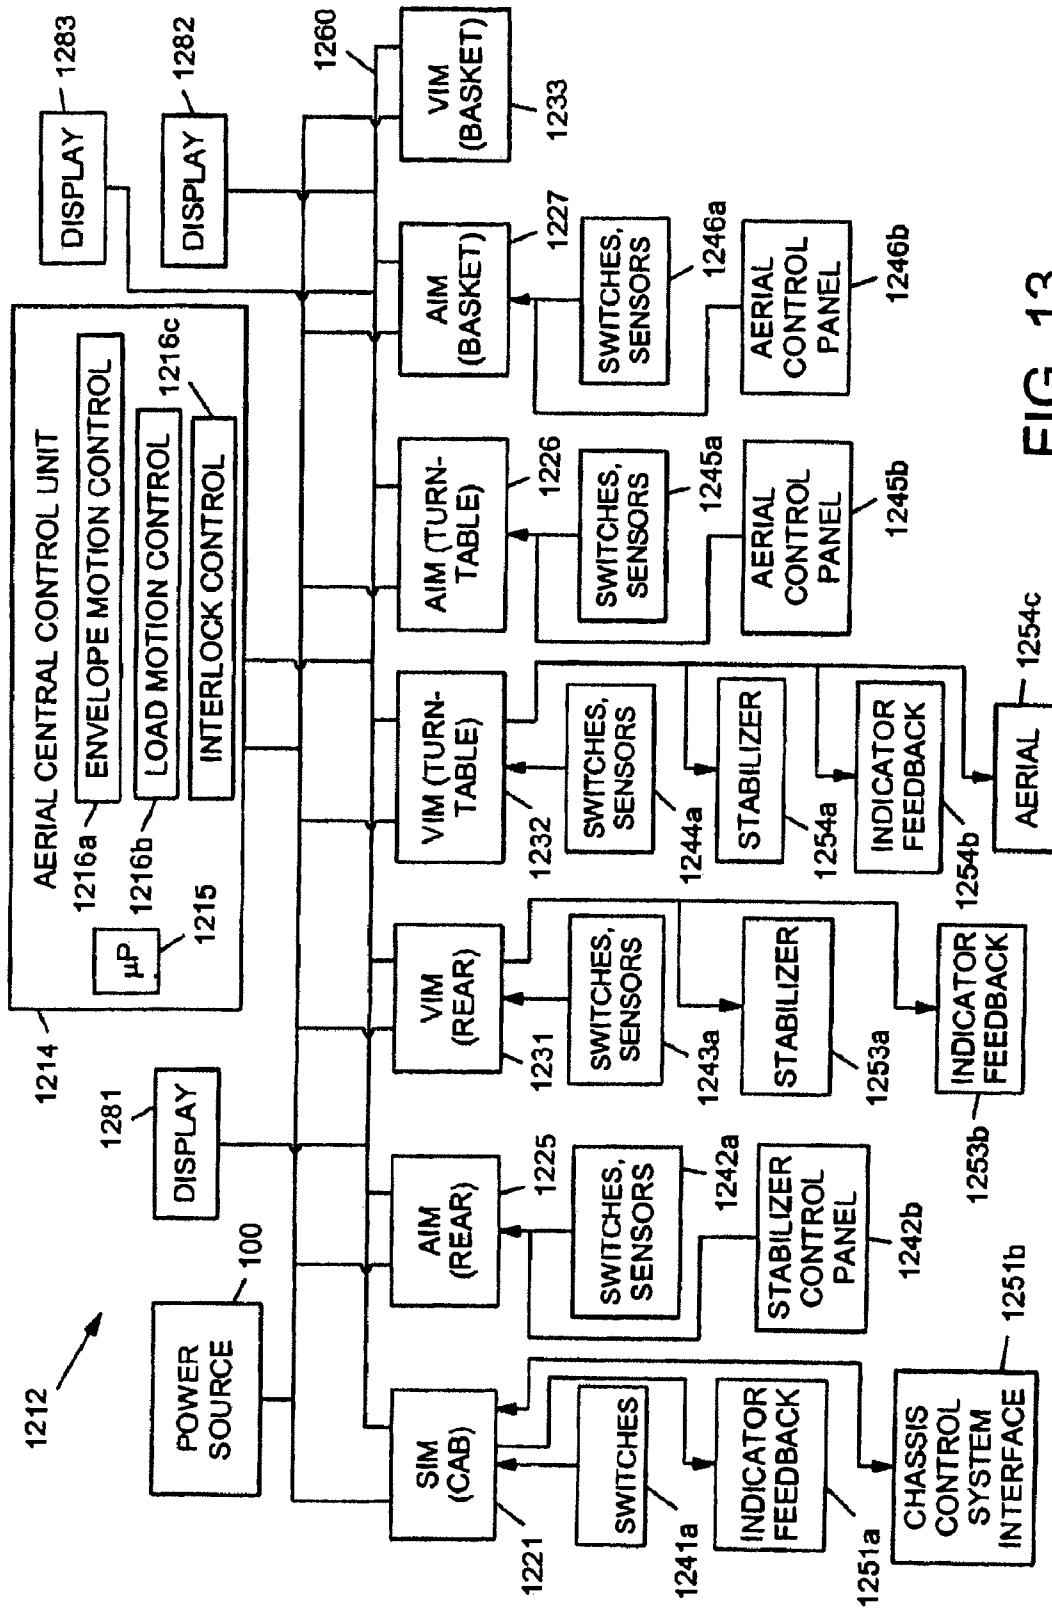 1212
POWER
SOURCE
100
DISPLAY
1281
1214
AERIAL CENTRAL CONTROL UNIT
µP
1215
1216a
ENVELOPE MOTION CONTROL
1216b
LOAD MOTION CONTROL
1216c
INTERLOCK CONTROL
DISPLAY
1283
DISPLAY
1282
1260
SIM
(CAB)
1221
AIM
(REAR)
1225
VIM
(REAR)
1231
VIM (TURN-
TABLE)
1232
AIM (TURN-
TABLE)
1226
AIM
(BASKET)
1227
VIM
(BASKET)
1233
SWITCHES
1241a
SWITCHES,
SENSORS
1242a
SWITCHES,
SENSORS
1243a
SWITCHES,
SENSORS
1244a
SWITCHES,
SENSORS
1245a
SWITCHES,
SENSORS
1246a
INDICATOR
FEEDBACK
1251a
STABILIZER
CONTROL
PANEL
1242b
STABILIZER
1253a
STABILIZER
1254a
AERIAL
CONTROL
PANEL
1245b
AERIAL
CONTROL
PANEL
1246b
CHASSIS
CONTROL
SYSTEM
INTERFACE
1251b
INDICATOR
FEEDBACK
1253b
INDICATOR
FEEDBACK
1254b
AERIAL
1254c
FIG. 13